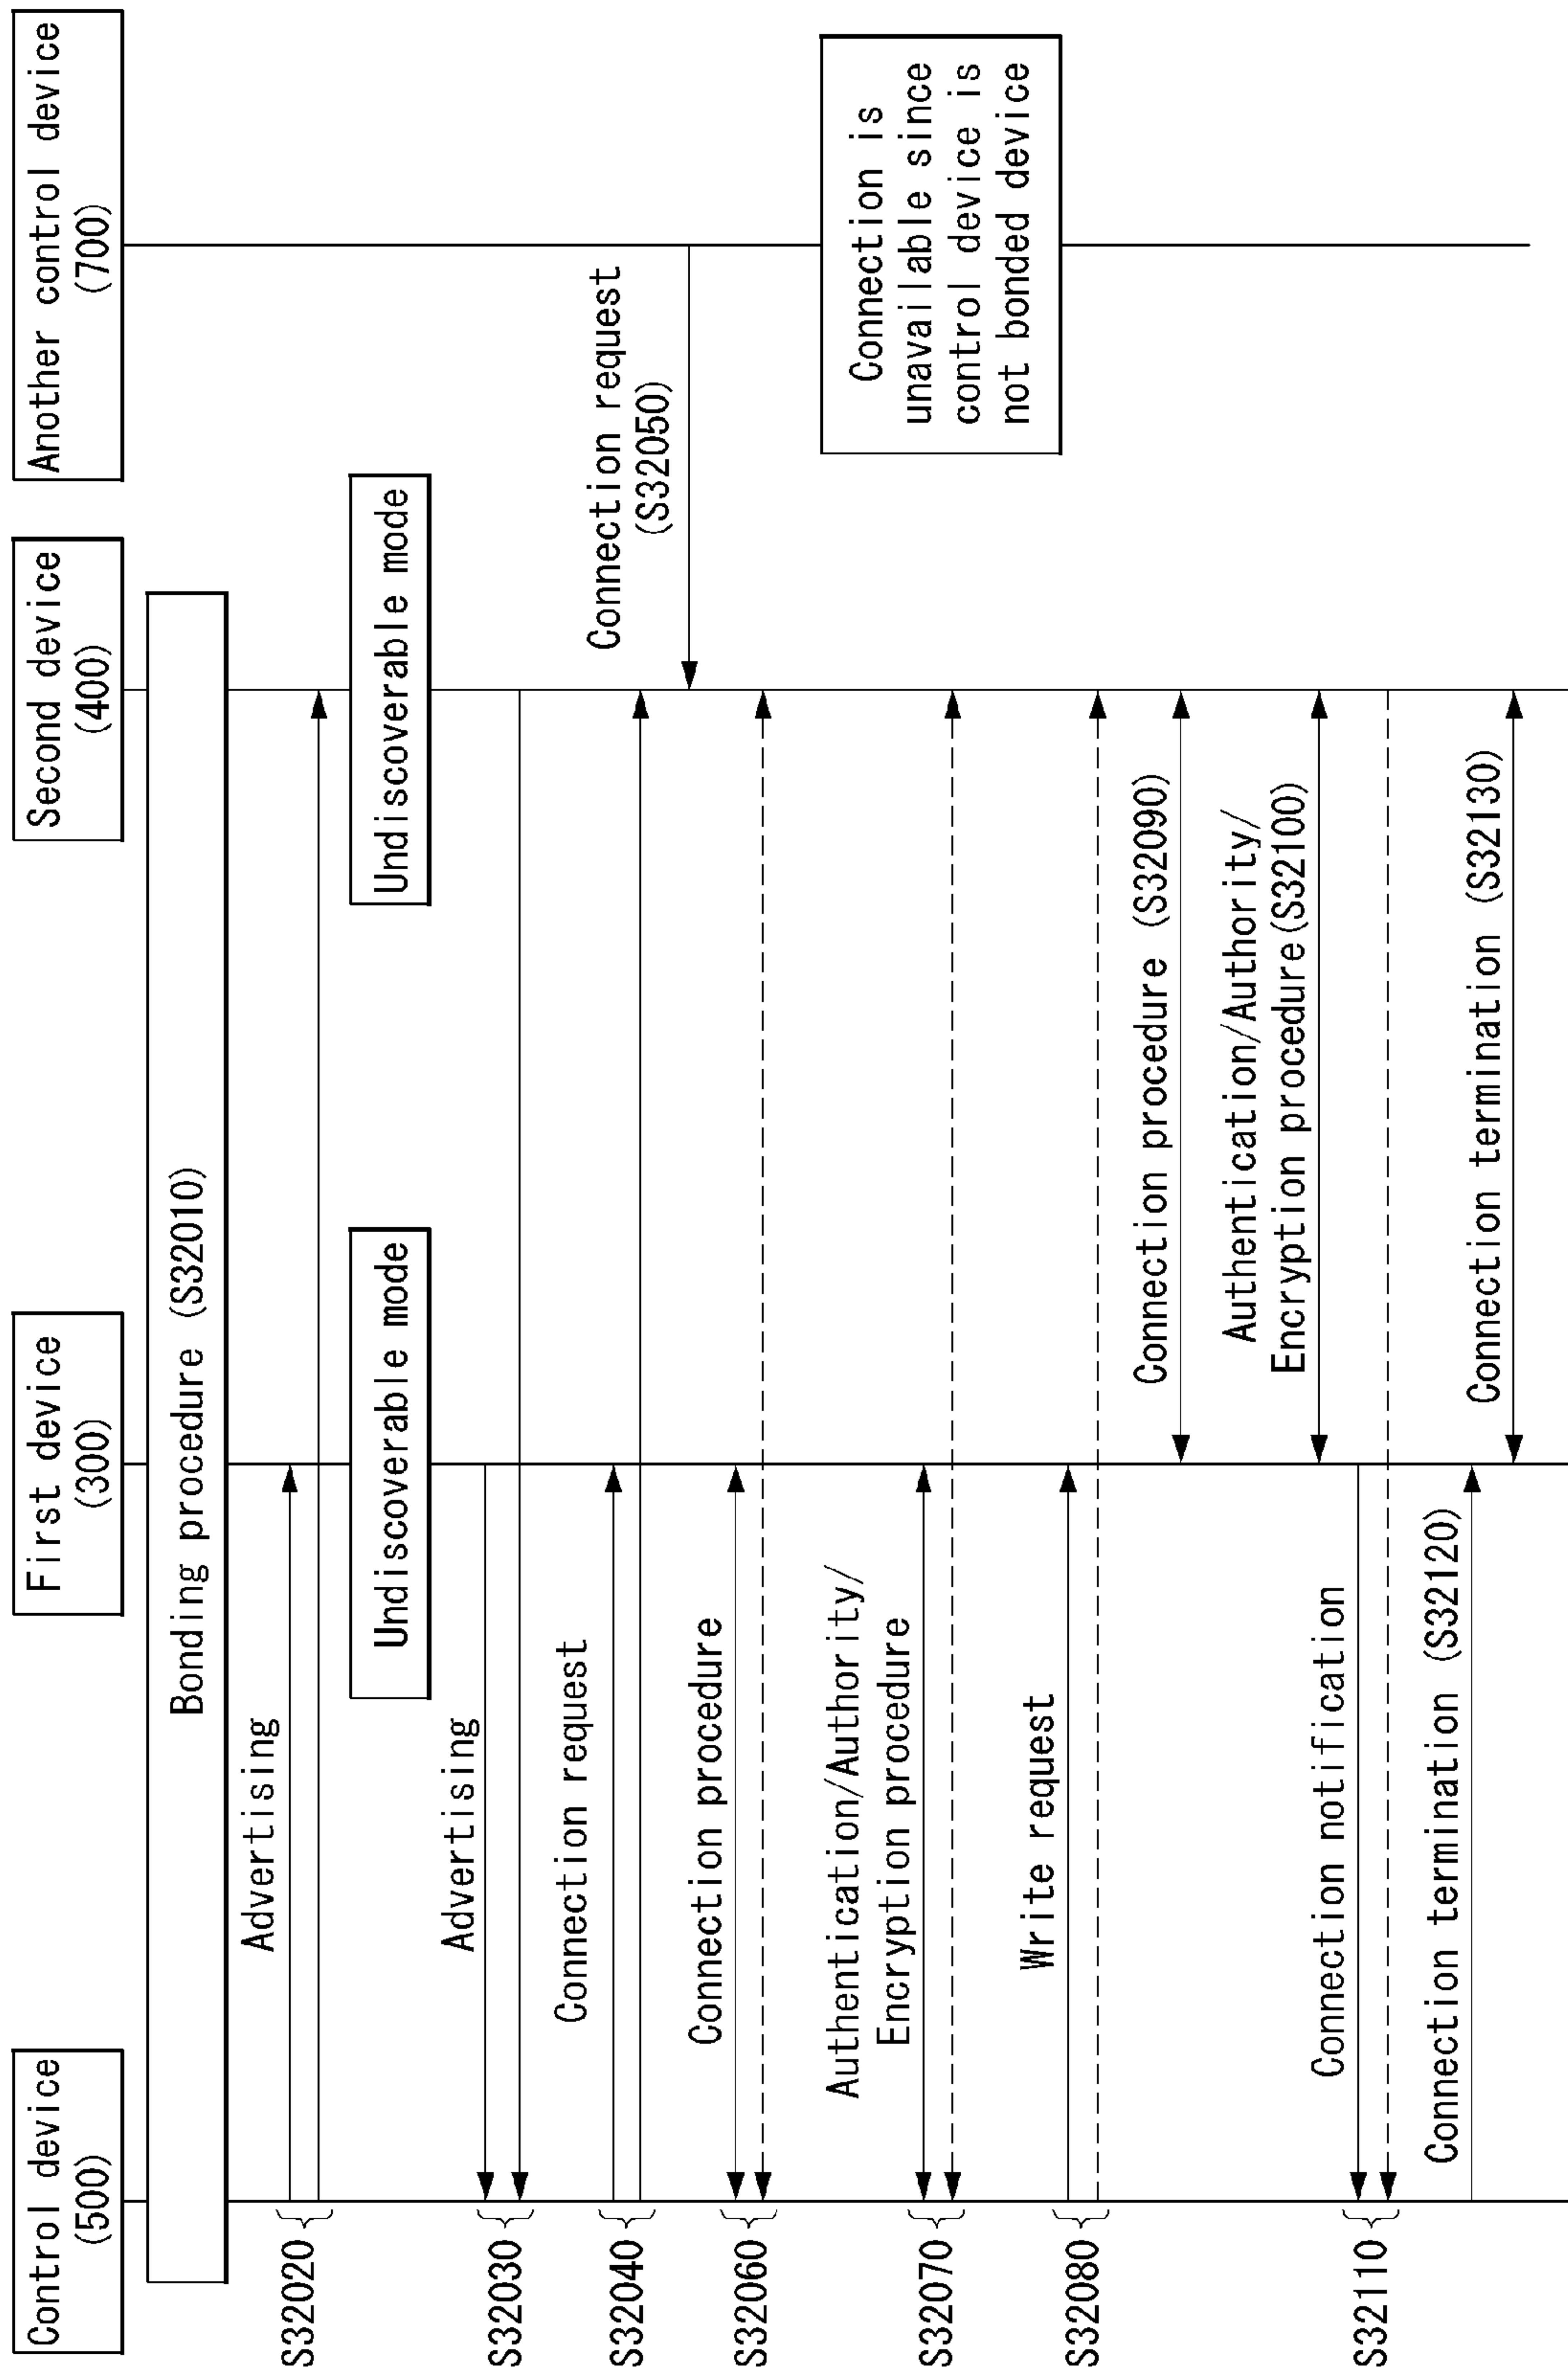 Control device
(500)
First device
(300)
Second device
(400)
Another control device
(700)
Bonding procedure (S32010)
S32020
Advertising
Undiscoverable mode
Undiscoverable mode
S32030
Advertising
S32040
Connection request
Connection request
(S32050)
S32060
Connection procedure
Connection is
unavailable since
control device is
not bonded device
S32070
Authentication/Authority/
Encryption procedure
S32080
Write request
Connection procedure (S32090)
Authentication/Authority/
Encryption procedure(S32100)
S32110
Connection notification
Connection termination (S32120)
Connection termination (S32130)